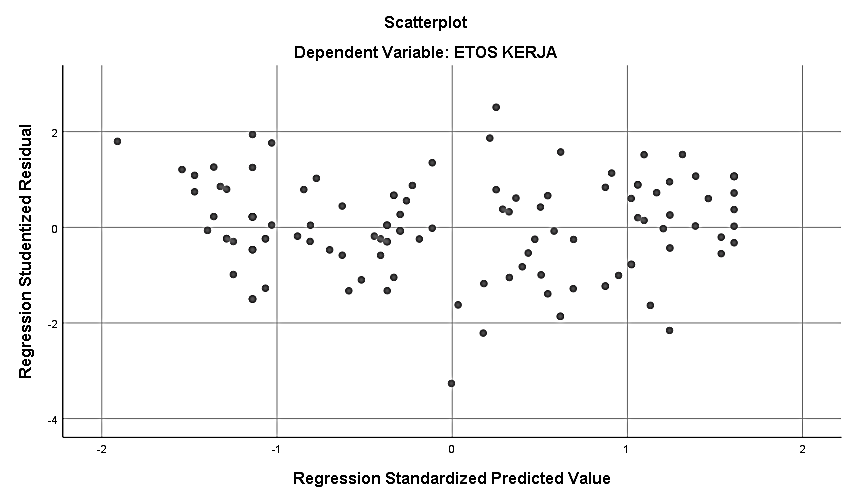 Scatterplot
Dependent Variable: ETOS KERJA
Regression Studentized Residual
2
0
-2
-4
-2
-1
0
1
2
Regression Standardized Predicted Value